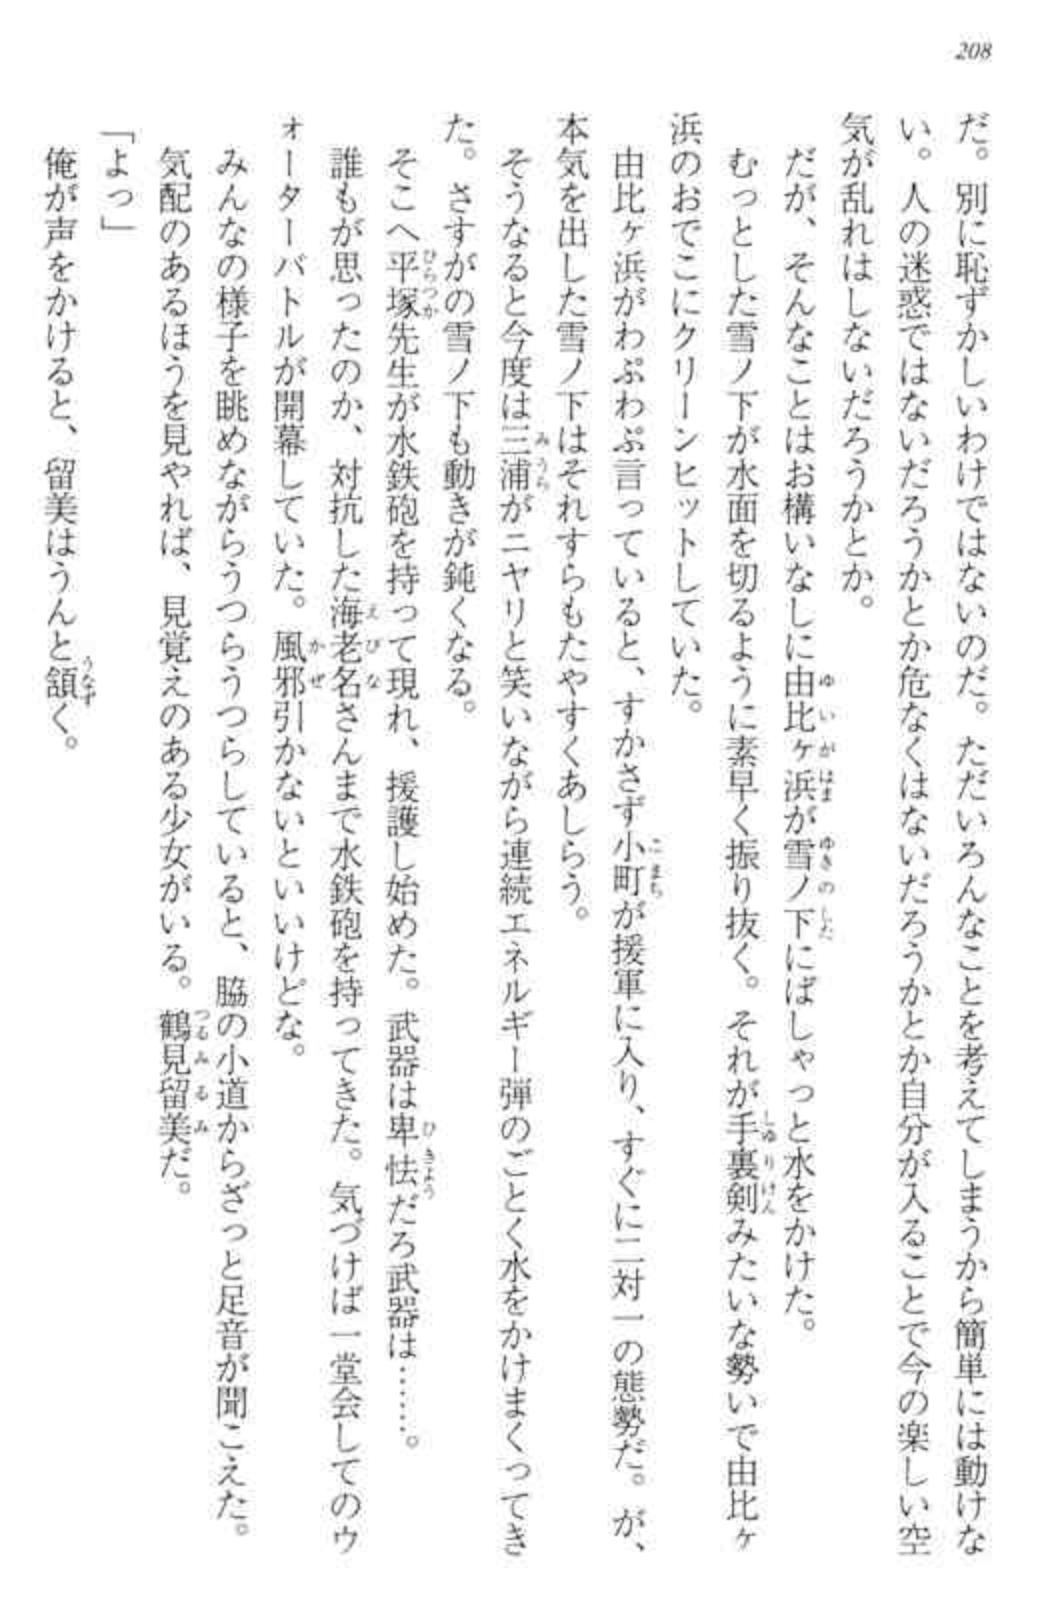 208
だ。別に恥ずかしいわけではないのだ。ただいろんなことを考えてしまうから簡単には動けな
い。人の迷惑ではないだろうかとか危なくはないだろうかとか自分が入ることで今の楽しい空
気が乱れはしないだろうかとか。
だが、そんなことはお構いなしに由比ヶ浜が雪ノ下にばしゃっと水をかけた。
むっとした雪ノ下が水面を切るように素早く振り抜く。それが手裏剣みたいな勢いで由比ヶ
浜のおでこにクリーンヒットしていた。
由比ヶ浜がわぷわぷ言っていると、すかさず小町が援軍に入り、すぐに二対一の態勢だ。が、
本気を出した雪ノ下はそれすらもたやすくあしらう。
そうなると今度は三浦がニヤリと笑いながら連続エネルギー弾のごとく水をかけまくってき
た。さすがの雪ノ下も動きが鈍くなる。
そこへ平塚先生が水鉄砲を持って現れ、援護し始めた。武器は卑怯だろ武器は……。
誰もが思ったのか、対抗した海老名さんまで水鉄砲を持ってきた。気づけば一堂会してのウ
ォーターバトルが開幕していた。風邪引かないといいけどな。
みんなの様子を眺めながらうつらうつらしていると、脇の小道からざっと足音が聞こえた。
気配のあるほうを見やれば、見覚えのある少女がいる。鶴見留美だ。
「よっ」
俺が声をかけると、留美はうんと頷く。